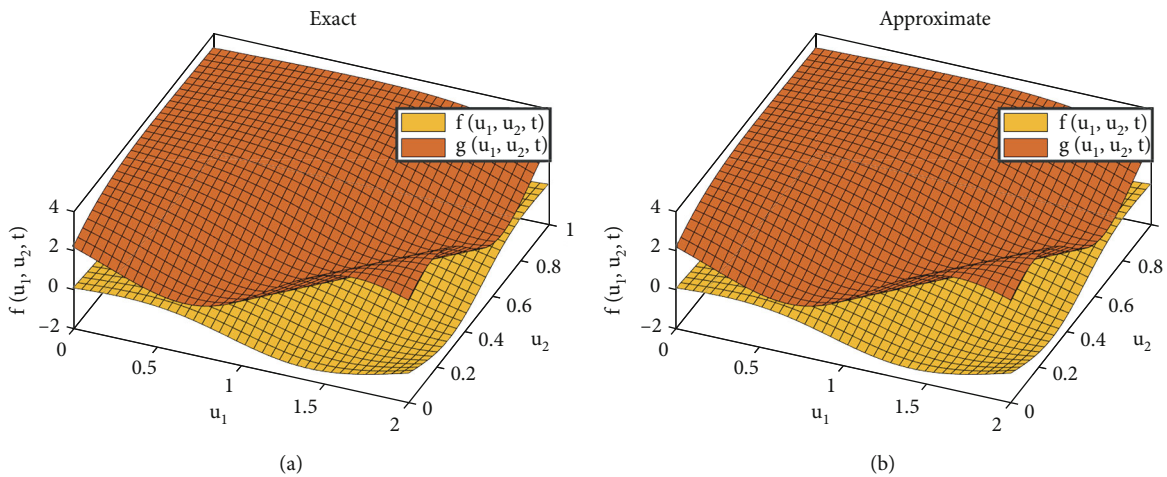 Exact
f (u1, u2, t)
g (u1, u2, t)
4
2
0
−2
f (u1, u2, t)
0
0.5
1
1.5
2
u1
0
0.2
0.4
0.6
0.8
1
u2
(a)
Approximate
f (u1, u2, t)
g (u1, u2, t)
4
2
0
−2
f (u1, u2, t)
0
0.5
1
1.5
2
u1
0
0.2
0.4
0.6
0.8
1
u2
(b)